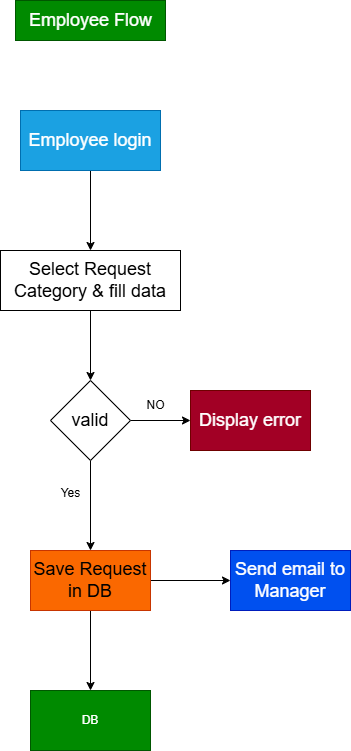 Employee Flow
Employee login
Select Request
Category & fill data
valid
NO
Display error
Yes
Save Request
in DB
Send email to
Manager
DB